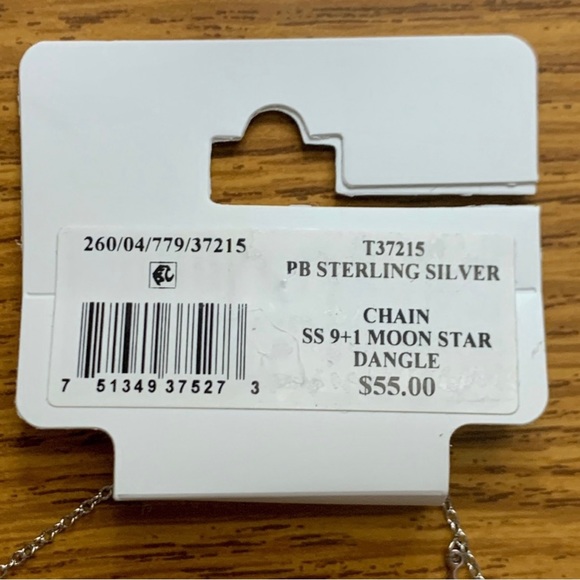 260/04/779/37215
7 51349 37527 3
T37215
PB STERLING SILVER
CHAIN
SS 9+1 MOON STAR
DANGLE
$55.00